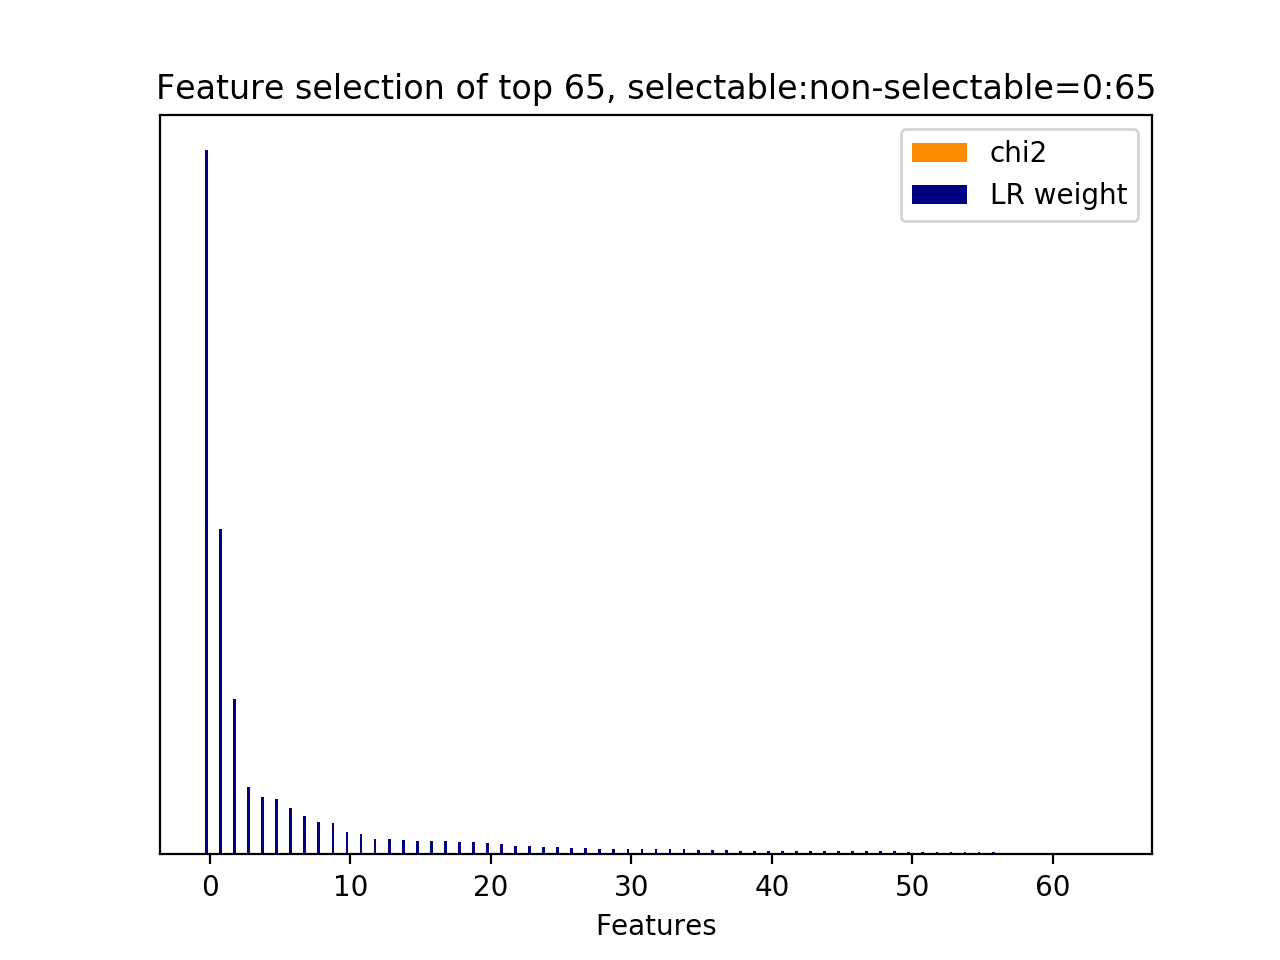 Feature selection of top 65, selectable:non-selectable=0:65
chi2
LR weight
0 10 20 30 40 50 60
Features